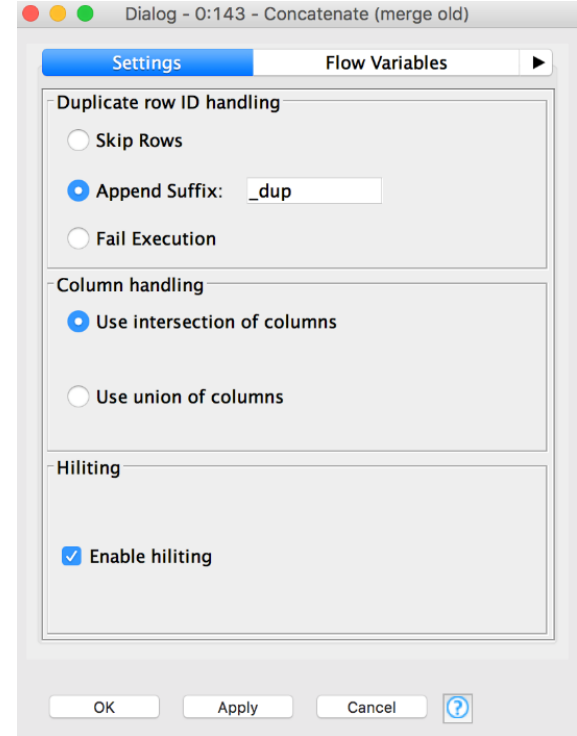 Dialog - 0:143 - Concatenate (merge old)
Settings Flow Variables
Duplicate row ID handling
Skip Rows
Append Suffix: _dup
Fail Execution
Column handling
Use intersection of columns
Use union of columns
Hiliting
Enable hiliting
OK Apply Cancel ?